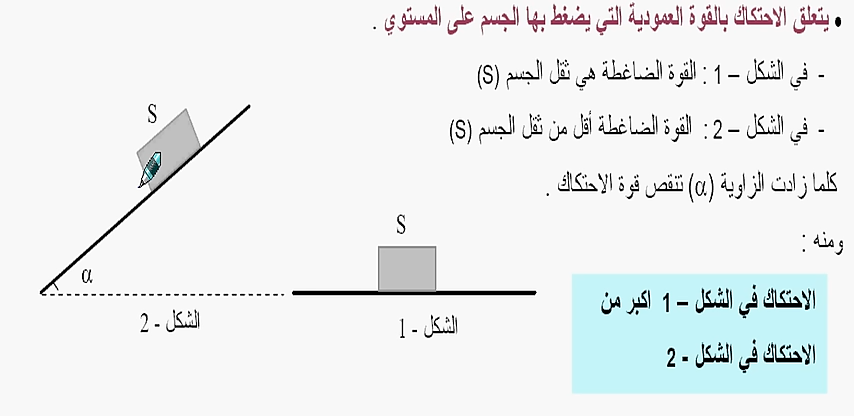 • يتعلق الاحتكاك بالقوة العمودية التي يضغط بها الجسم على المستوي .
- في الشكل – 1 : القوة الضاغطة هي ثقل الجسم (S)
- في الشكل – 2 : القوة الضاغطة أقل من ثقل الجسم (S)
كلما زادت الزاوية (α) تنقص قوة الاحتكاك .
ومنه :
الاحتكاك في الشكل – 1 اكبر من
الاحتكاك في الشكل - 2
S
α
الشكل - 2
S
الشكل - 1